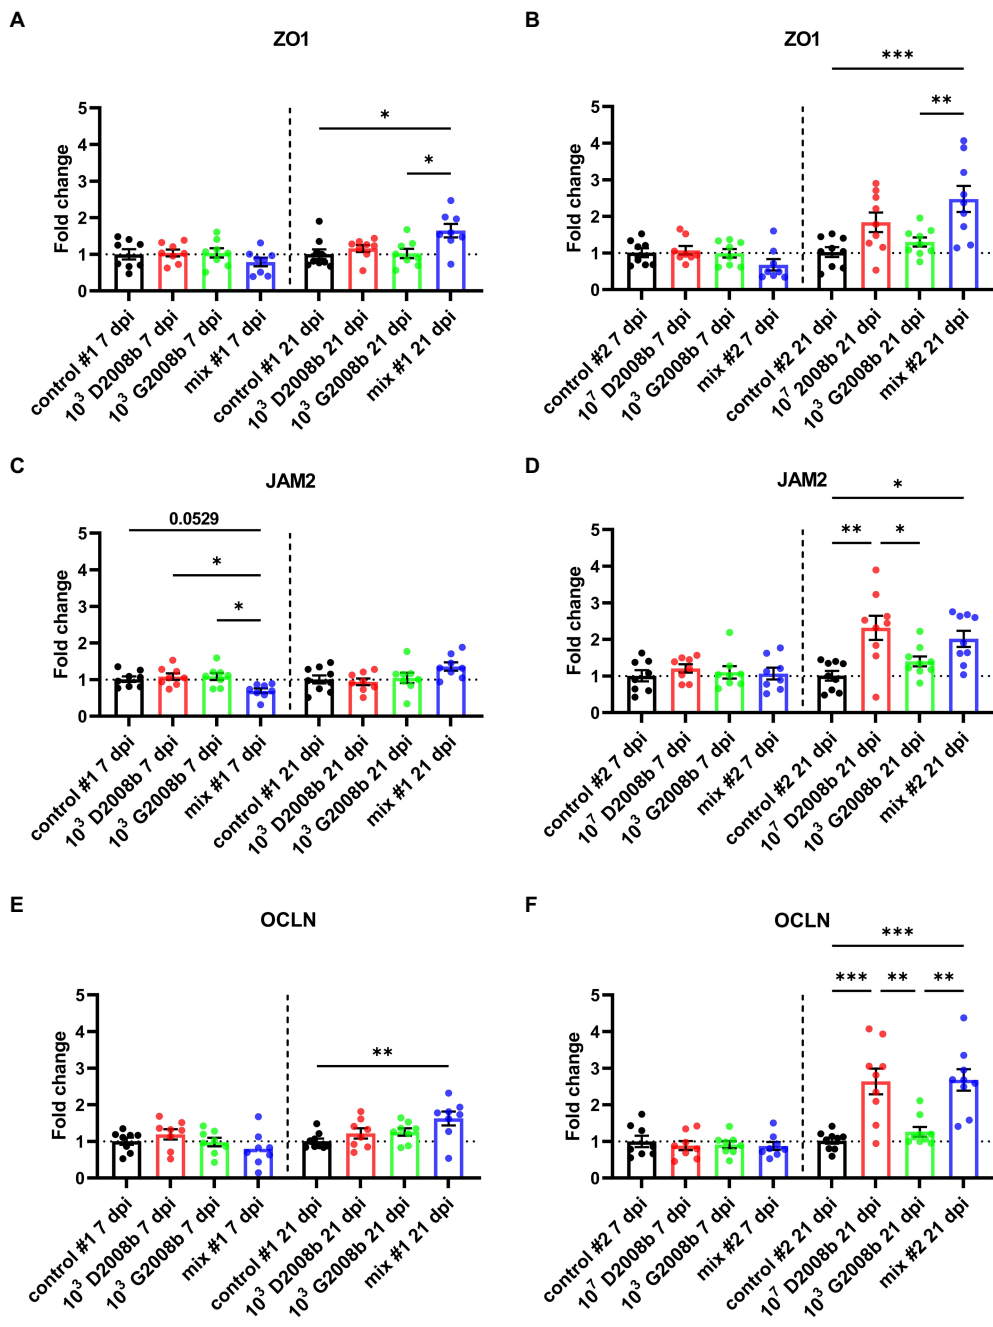 A
ZO1
Fold change
5
4
3
2
1
0
*
*
control #1 7 dpi
10³ D2008b 7 dpi
10³ G2008b 7 dpi
mix #1 7 dpi
control #1 21 dpi
10³ D2008b 21 dpi
10³ G2008b 21 dpi
mix #1 21 dpi
B
ZO1
Fold change
5
4
3
2
1
0
***
**
control #2 7 dpi
10⁷ D2008b 7 dpi
10³ G2008b 7 dpi
mix #2 7 dpi
control #2 21 dpi
10⁷ 2008b 21 dpi
10³ G2008b 21 dpi
mix #2 21 dpi
C
JAM2
Fold change
5
4
3
2
1
0
0.0529
*
*
control #1 7 dpi
10³ D2008b 7 dpi
10³ G2008b 7 dpi
mix #1 7 dpi
control #1 21 dpi
10³ D2008b 21 dpi
10³ G2008b 21 dpi
mix #1 21 dpi
D
JAM2
Fold change
5
4
3
2
1
0
*
** *
control #2 7 dpi
10⁷ D2008b 7 dpi
10³ G2008b 7 dpi
mix #2 7 dpi
control #2 21 dpi
10⁷ D2008b 21 dpi
10³ G2008b 21 dpi
mix #2 21 dpi
E
OCLN
Fold change
5
4
3
2
1
0
**
control #1 7 dpi
10³ D2008b 7 dpi
10³ G2008b 7 dpi
mix #1 7 dpi
control #1 21 dpi
10³ D2008b 21 dpi
10³ G2008b 21 dpi
mix #1 21 dpi
F
OCLN
Fold change
5
4
3
2
1
0
***
*** ** **
control #2 7 dpi
10⁷ D2008b 7 dpi
10³ G2008b 7 dpi
mix #2 7 dpi
control #2 21 dpi
10⁷ D2008b 21 dpi
10³ G2008b 21 dpi
mix #2 21 dpi